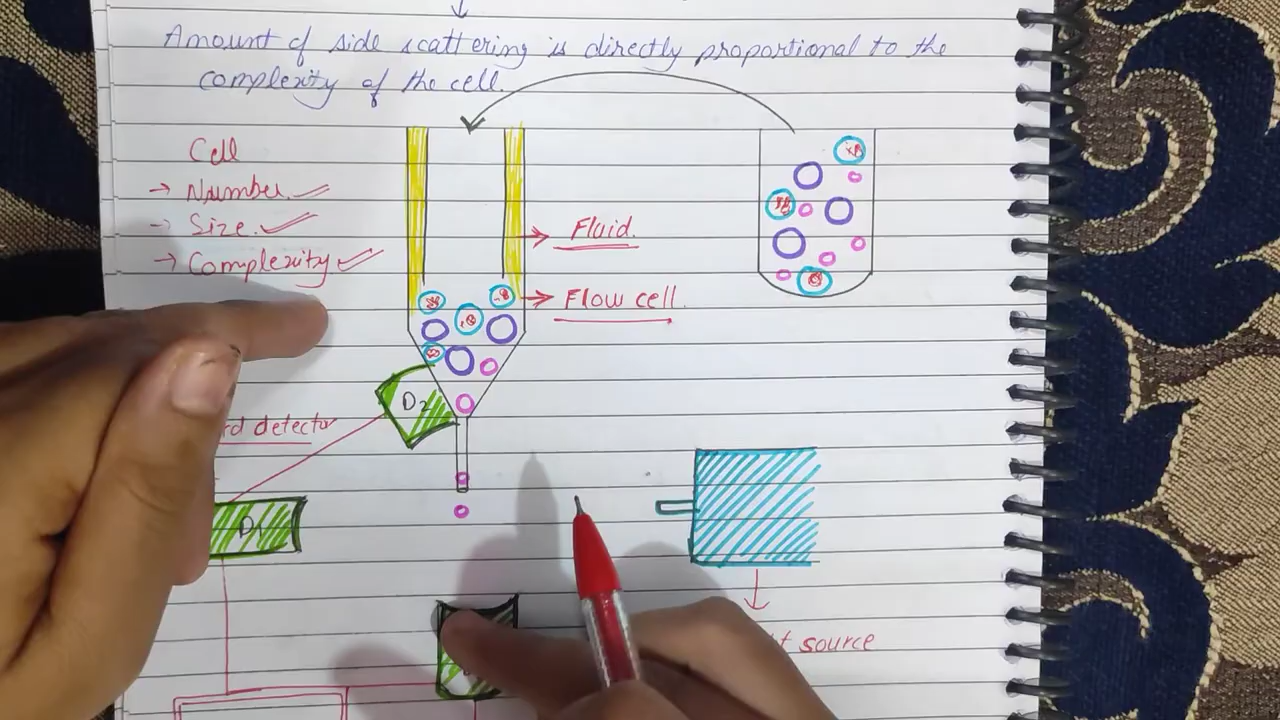 Amount of side scattering is directly proportional to the
complexity of the cell.
Cell
→ Number
→ Size.
→ Complexity
→ Fluid.
→ Flow cell.
D2
detector
D1
source